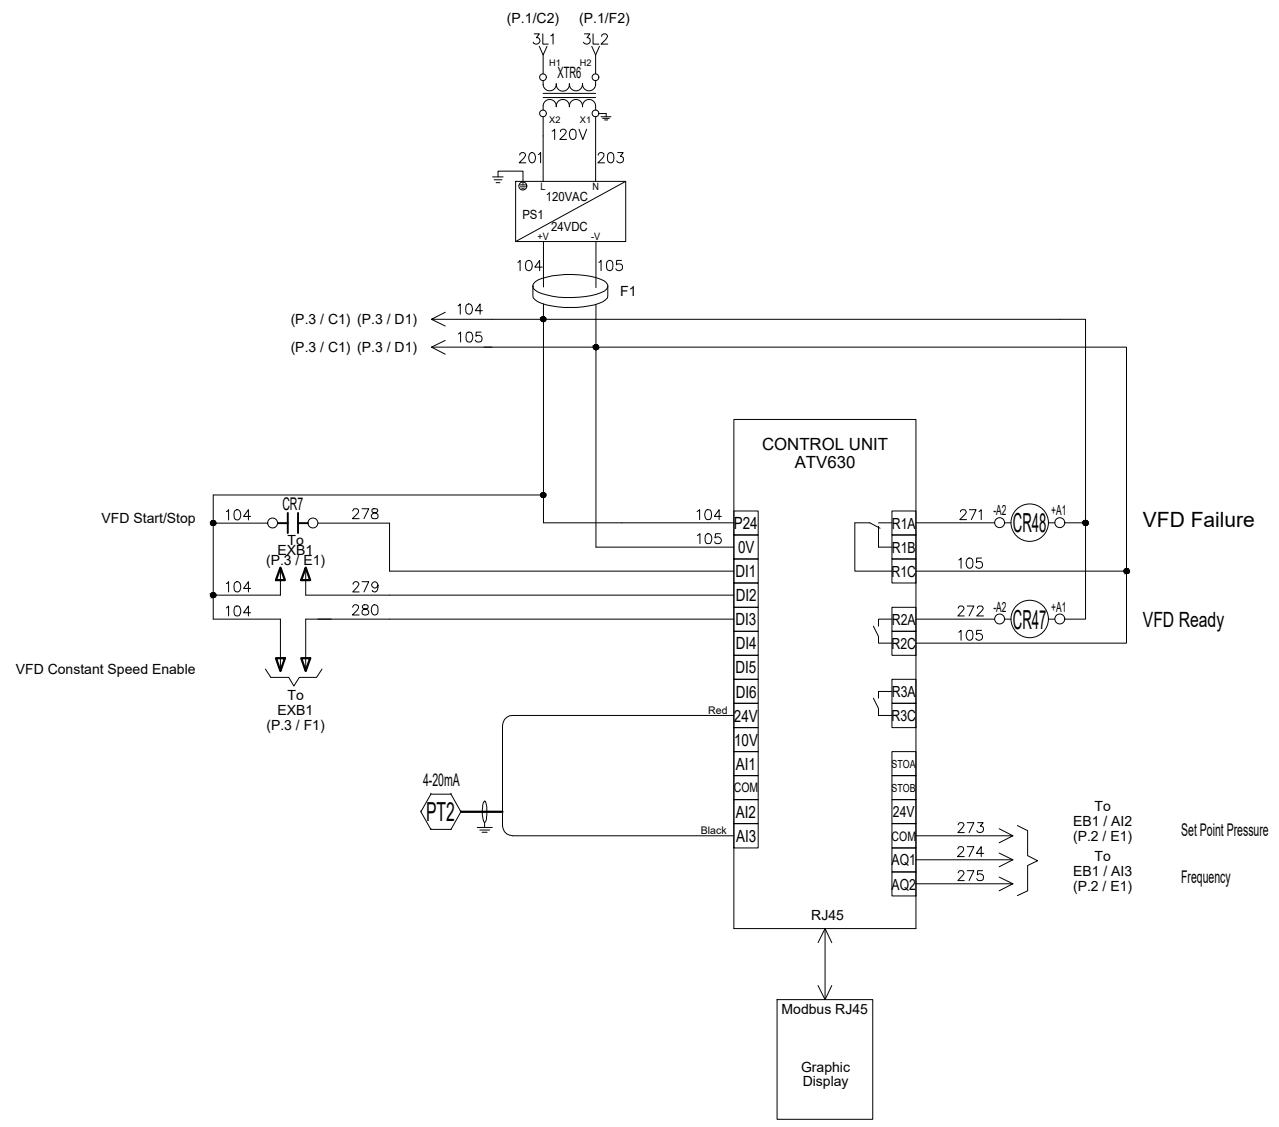 (P.1/C2) (P.1/F2)
3L1 3L2
H1 H2
XTR6
X2 X1
120V
201 203
L N
120VAC
PS1
24VDC
+V -V
104 105
F1
(P.3 / C1) (P.3 / D1) 104
(P.3 / C1) (P.3 / D1) 105
CONTROL UNIT
ATV630
VFD Start/Stop
104 CR7 278
To
EXB1
(P.3 / E1)
104 279
104 280
VFD Constant Speed Enable
To
EXB1
(P.3 / F1)
104 P24
105 0V
DI1
DI2
DI3
DI4
DI5
DI6
Red 24V
10V
AI1
COM
AI2
Black AI3
4-20mA
PT2
R1A 271 -A2 CR48 +A1 VFD Failure
R1B
R1C 105
R2A 272 -A2 CR47 +A1 VFD Ready
R2C 105
R3A
R3C
STOA
STOB
24V
COM 273
AQ1 274
AQ2 275
To
EB1 / AI2
(P.2 / E1)
Set Point Pressure
To
EB1 / AI3
(P.2 / E1)
Frequency
RJ45
Modbus RJ45
Graphic
Display